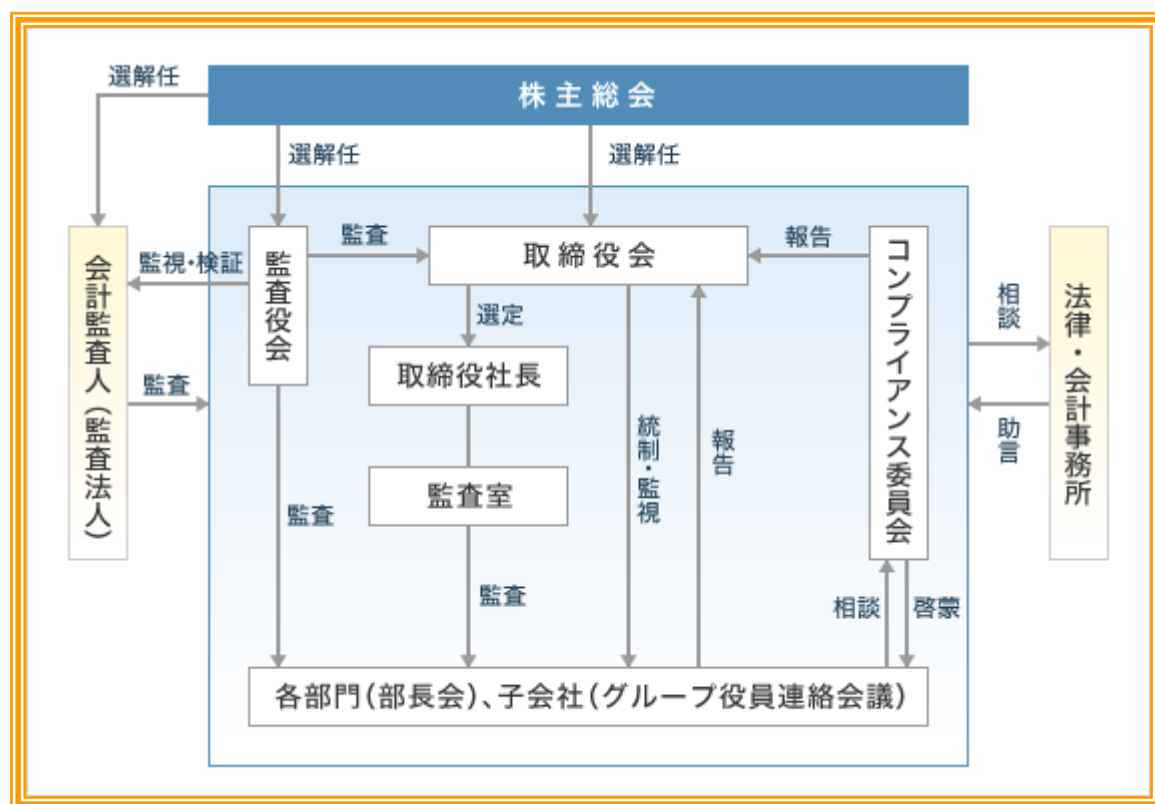 選解任
株主総会
選解任
選解任
監査
取締役会
報告
監視・検証
監査役会
コンプライアンス委員会
会計監査人（監査法人）
法律・会計事務所
選定
相談
取締役社長
監査
統制・監視
報告
助言
監査室
監査
監査
相談
啓蒙
各部門（部長会）、子会社（グループ役員連絡会議）